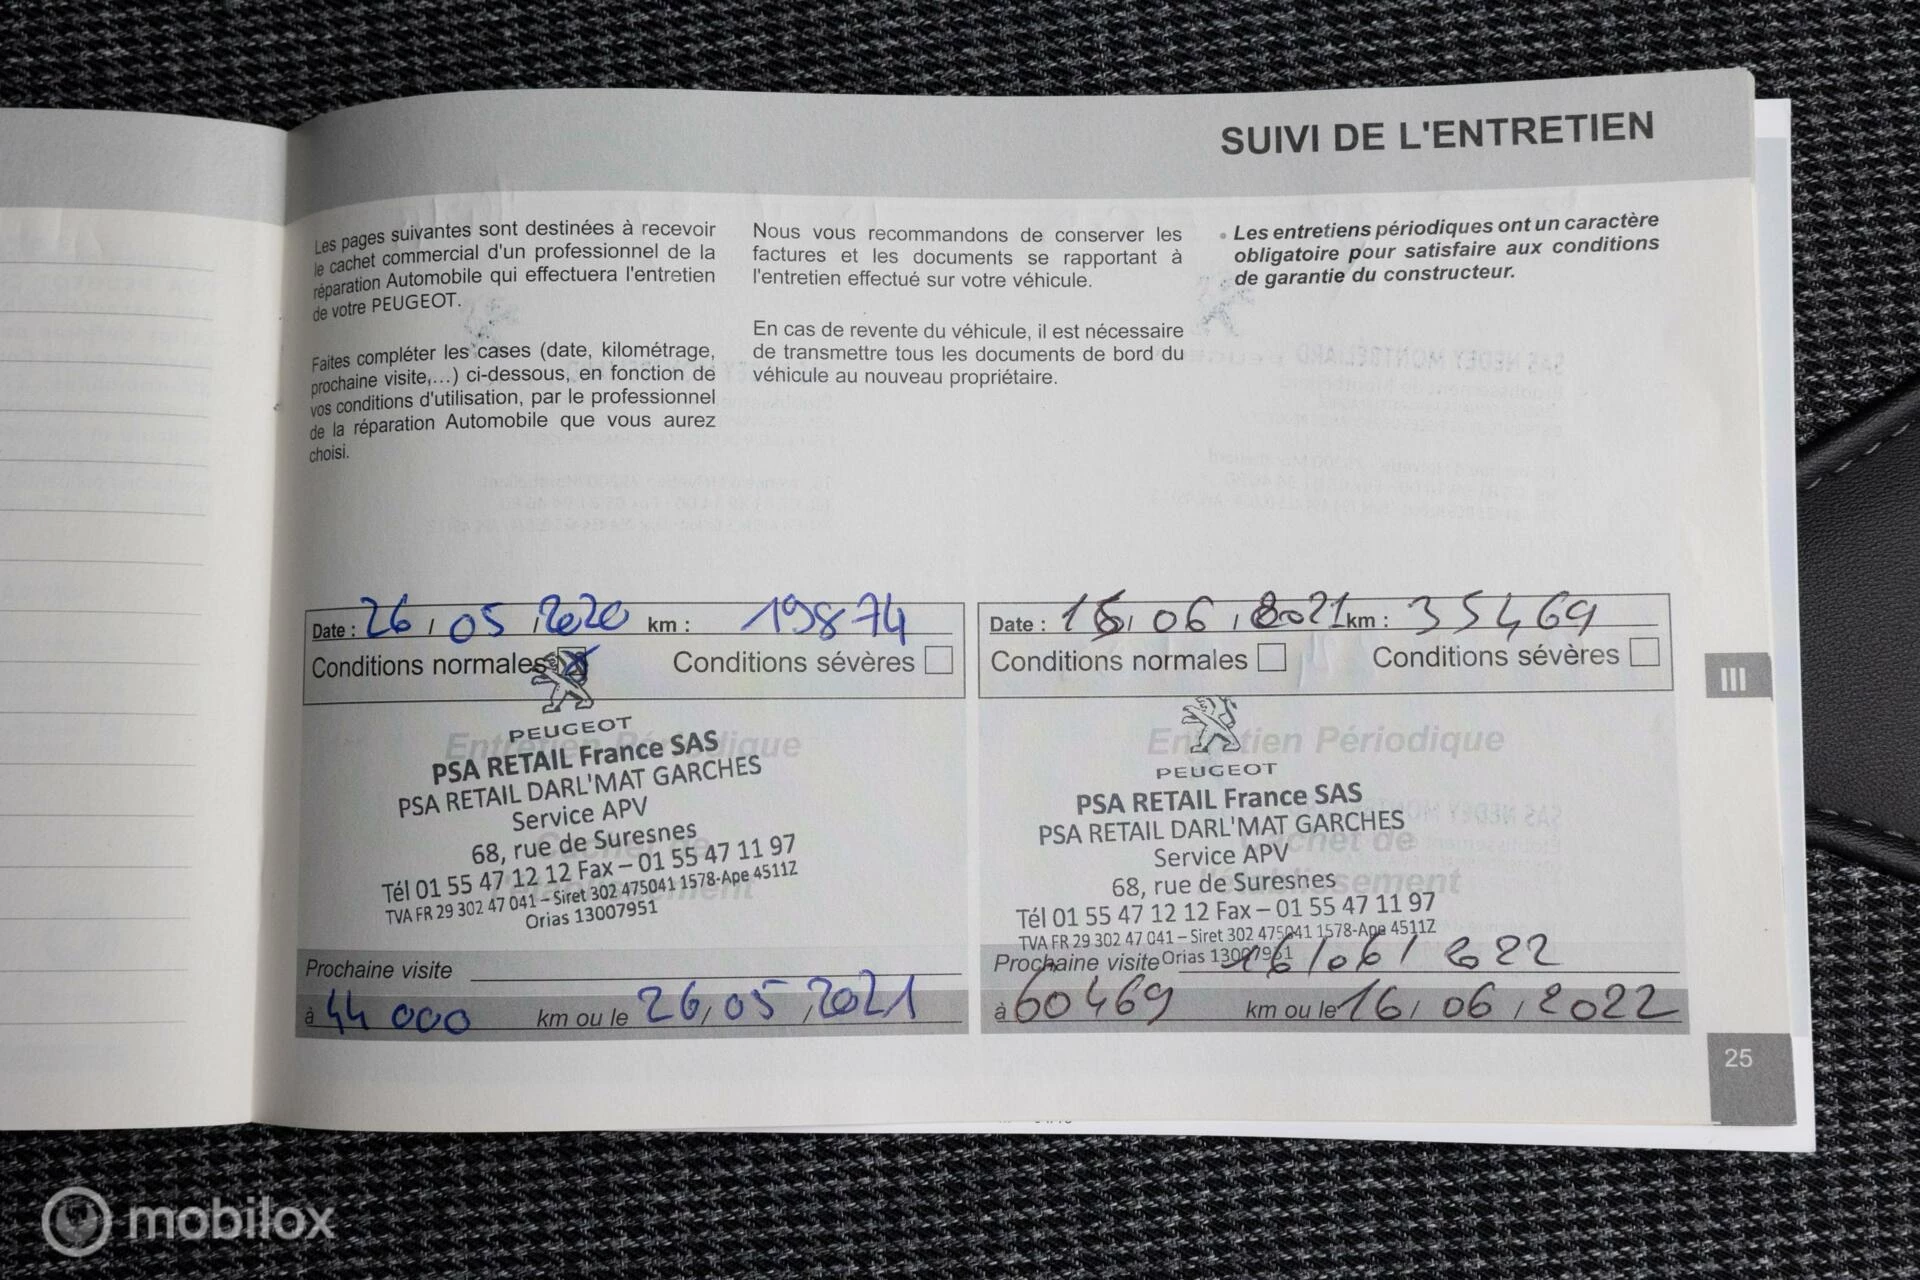 SUIVI DE L'ENTRETIEN
Les pages suivantes sont destinées à recevoir
le cachet commercial d'un professionnel de la
réparation Automobile qui effectuera l'entretien
de votre PEUGEOT.
Faites compléter les cases (date, kilométrage,
prochaine visite,...) ci-dessous, en fonction de
vos conditions d'utilisation, par le professionnel
de la réparation Automobile que vous aurez
choisi.
Nous vous recommandons de conserver les
factures et les documents se rapportant à
l'entretien effectué sur votre véhicule.
En cas de revente du véhicule, il est nécessaire
de transmettre tous les documents de bord du
véhicule au nouveau propriétaire.
• Les entretiens périodiques ont un caractère
obligatoire pour satisfaire aux conditions
de garantie du constructeur.
Date : 26 / 05 / 2020 km : 19874
Conditions normales Conditions sévères
PEUGEOT
Entretien Périodique
PSA RETAIL France SAS
PSA RETAIL DARL'MAT GARCHES
Service APV
68, rue de Suresnes
Tél 01 55 47 12 12 Fax – 01 55 47 11 97
TVA FR 29 302 47 041 – Siret 302 475041 1578-Ape 4511Z
Orias 13007951
Prochaine visite
à 44 000 km ou le 26/05/2021
Date : 16/ 06 / 2021 km : 35469
Conditions normales Conditions sévères
Entretien Périodique
PEUGEOT
PSA RETAIL France SAS
PSA RETAIL DARL'MAT GARCHES
cachet de
Service APV
l'établissement
68, rue de Suresnes
Tél 01 55 47 12 12 Fax – 01 55 47 11 97
TVA FR 29 302 47 041 – Siret 302 475041 1578-Ape 4511Z
Prochaine visite Orias 13007951 16/06/2022
à 60469 km ou le 16/ 06 / 2022
III
25
mobilox